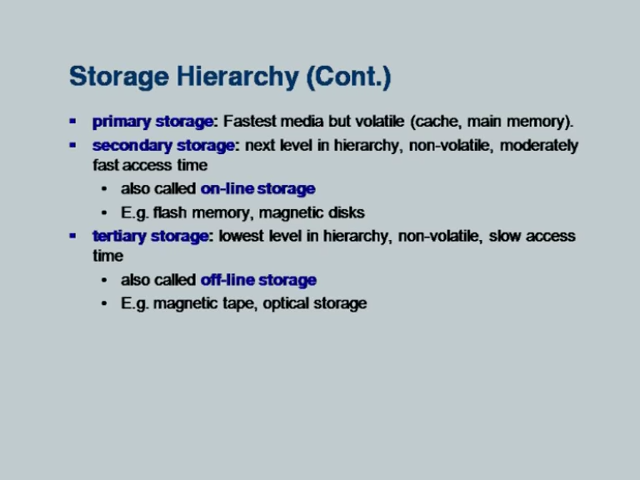 Storage Hierarchy (Cont.)
▪ primary storage: Fastest media but volatile (cache, main memory).
▪ secondary storage: next level in hierarchy, non-volatile, moderately
fast access time
• also called on-line storage
• E.g. flash memory, magnetic disks
▪ tertiary storage: lowest level in hierarchy, non-volatile, slow access
time
• also called off-line storage
• E.g. magnetic tape, optical storage